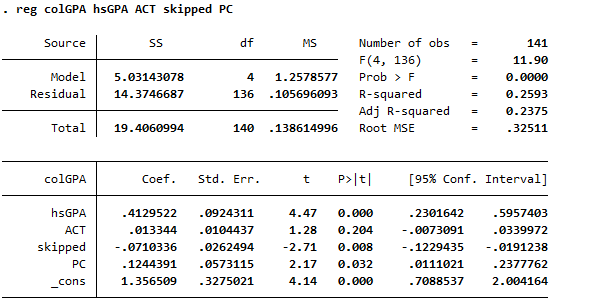 . reg colGPA hsGPA ACT skipped PC
Source SS df MS Number of obs = 141
F(4, 136) = 11.90
Model 5.03143078 4 1.2578577 Prob > F = 0.0000
Residual 14.3746687 136 .105696093 R-squared = 0.2593
Adj R-squared = 0.2375
Total 19.4060994 140 .138614996 Root MSE = .32511
colGPA Coef. Std. Err. t P>|t| [95% Conf. Interval]
hsGPA .4129522 .0924311 4.47 0.000 .2301642 .5957403
ACT .013344 .0104437 1.28 0.204 -.0073091 .0339972
skipped -.0710336 .0262494 -2.71 0.008 -.1229435 -.0191238
PC .1244391 .0573115 2.17 0.032 .0111021 .2377762
_cons 1.356509 .3275021 4.14 0.000 .7088537 2.004164